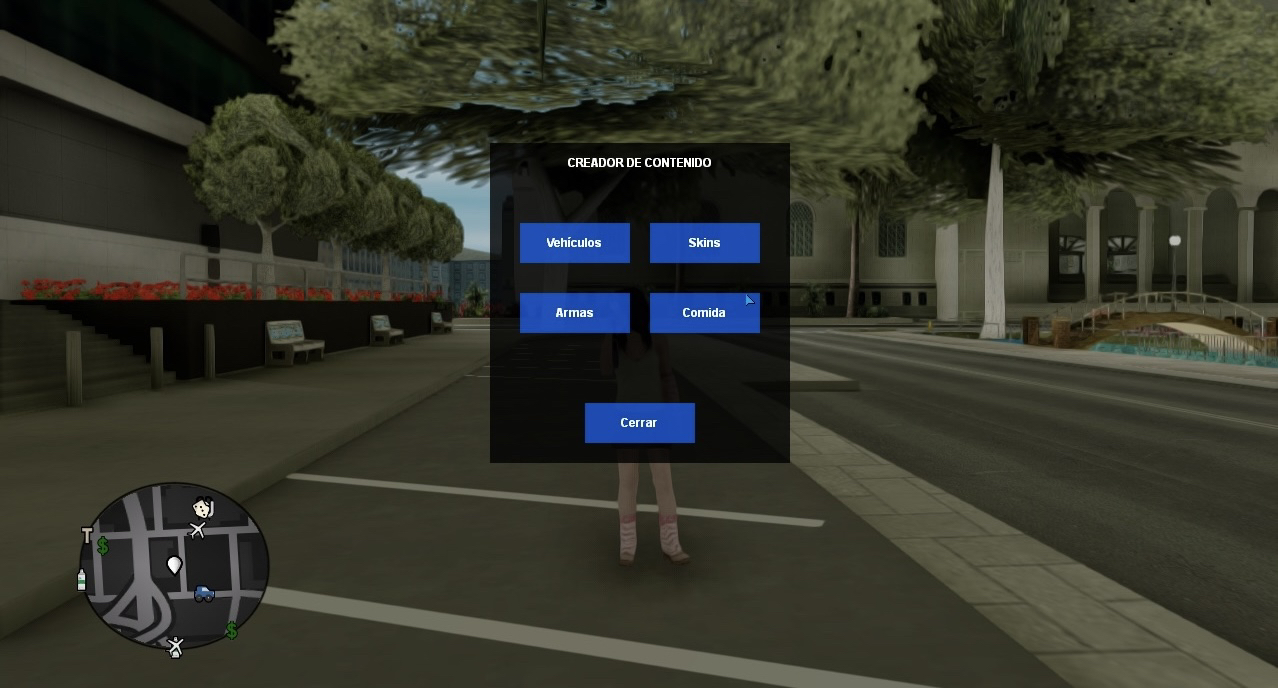 CREADOR DE CONTENIDO
Vehículos
Skins
Armas
Comida
Cerrar
T
$
$